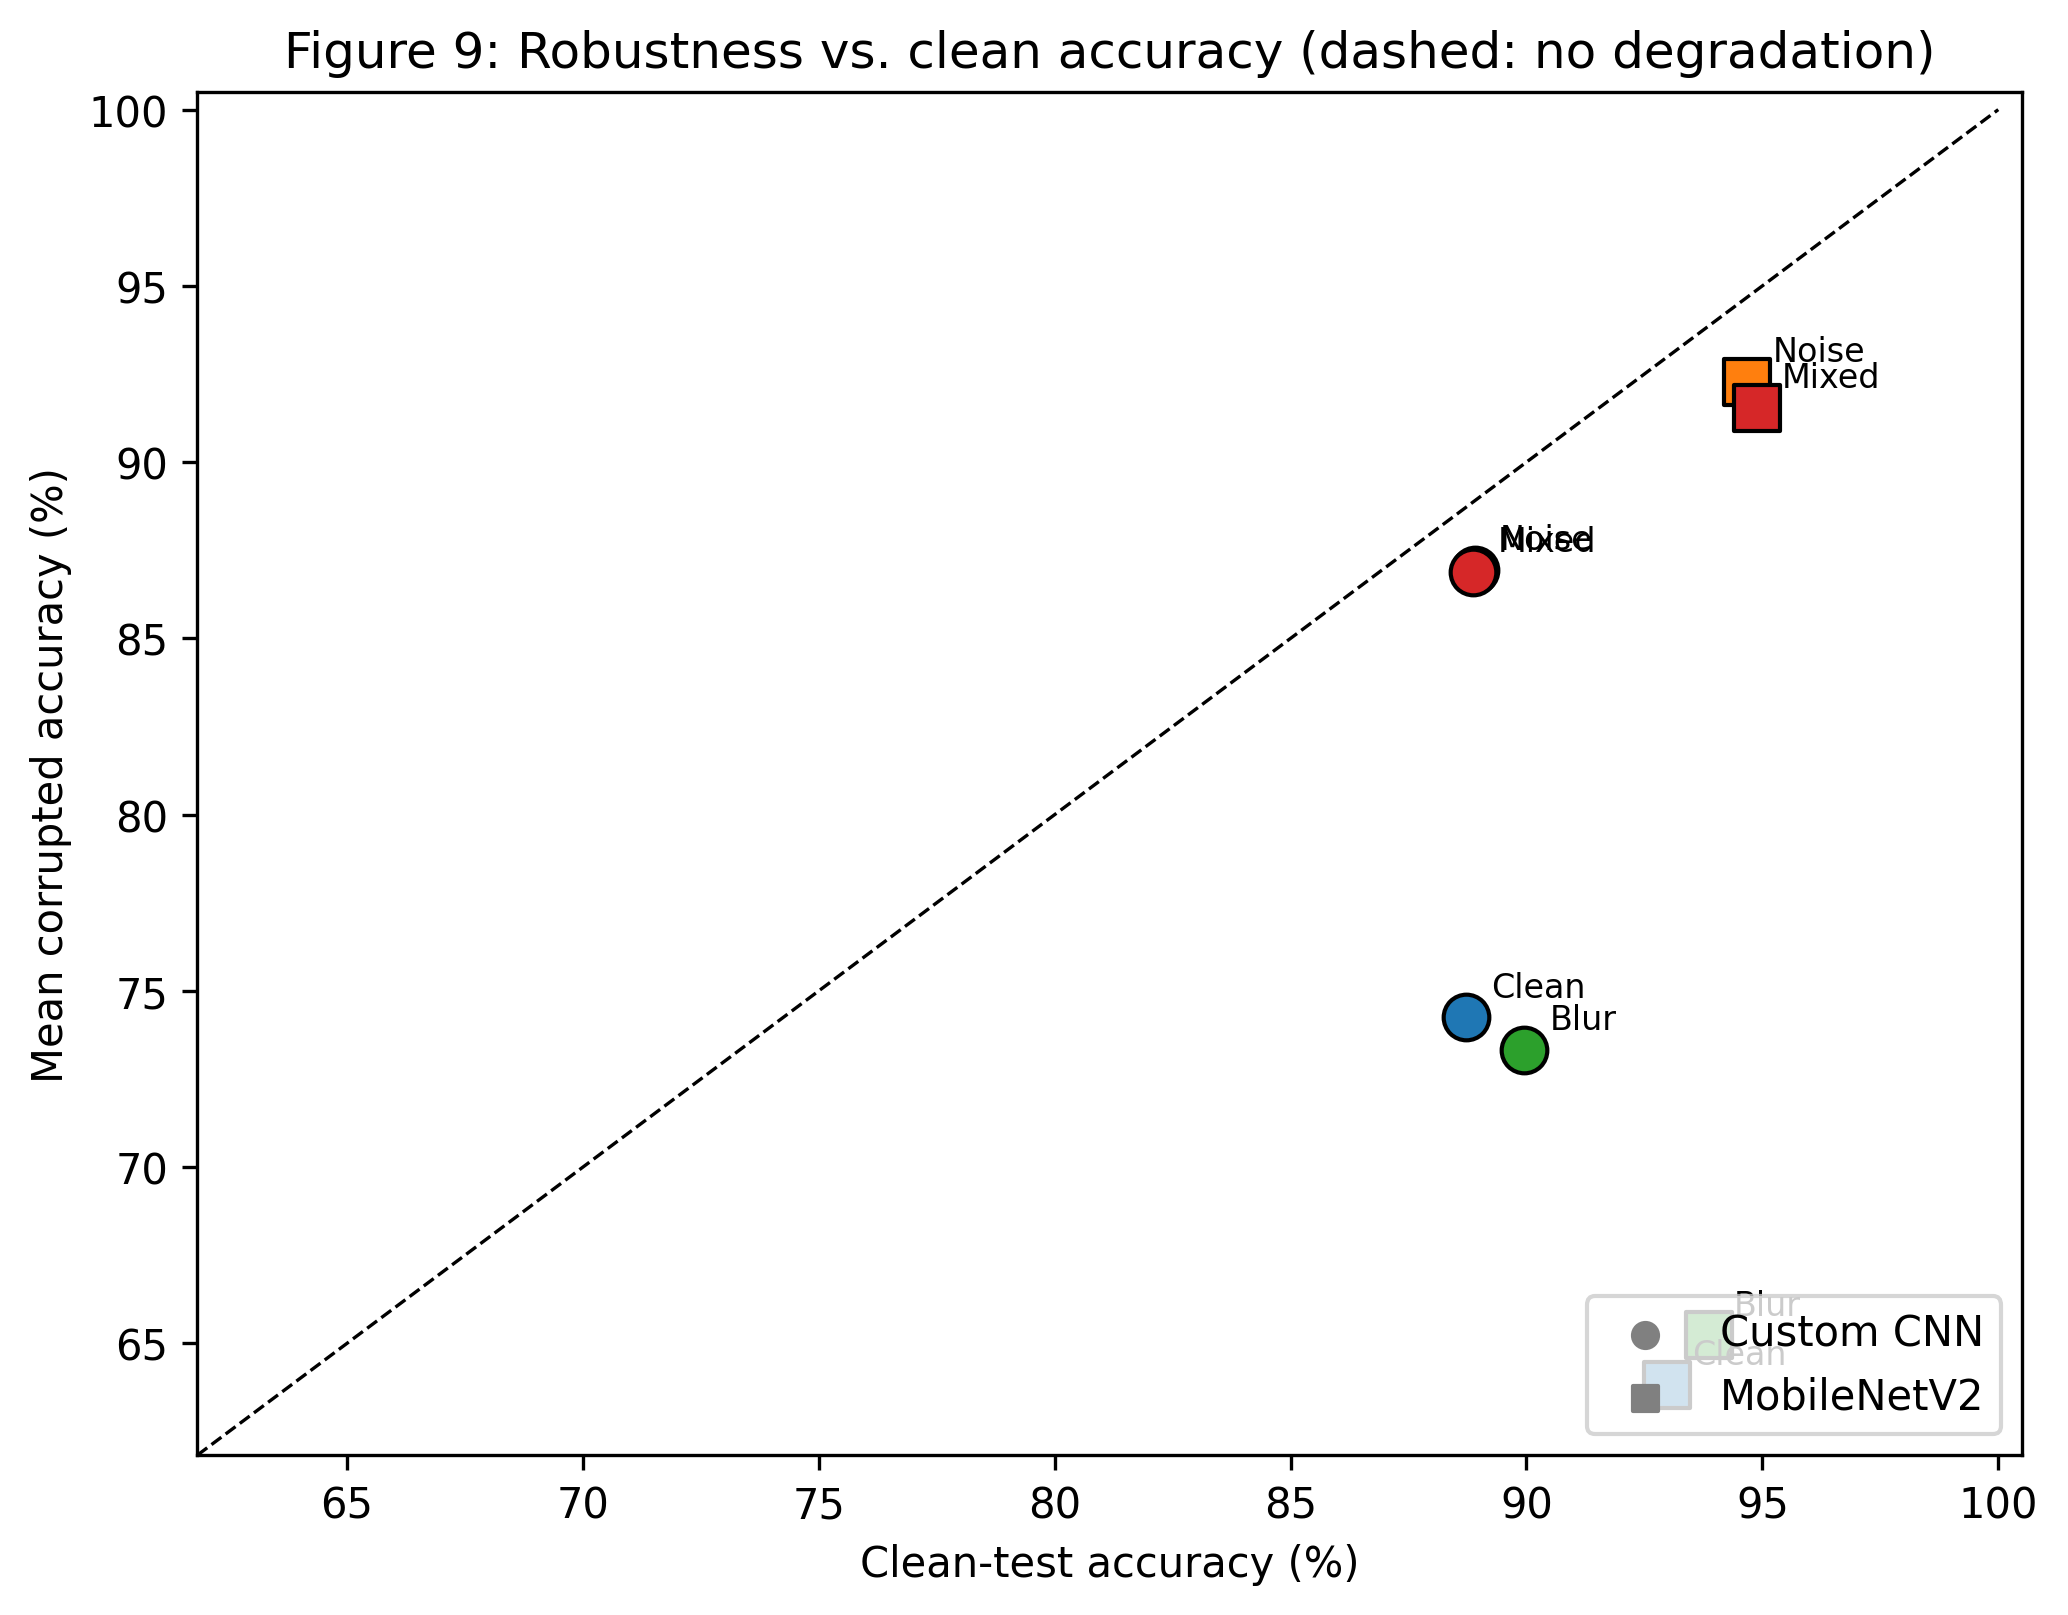 Figure 9: Robustness vs. clean accuracy (dashed: no degradation)
100
95
90
85
80
75
70
65
Mean corrupted accuracy (%)
Noise
Mixed
Noise
Mixed
Clean
Blur
Blur
Clean
Custom CNN
MobileNetV2
65
70
75
80
85
90
95
100
Clean-test accuracy (%)